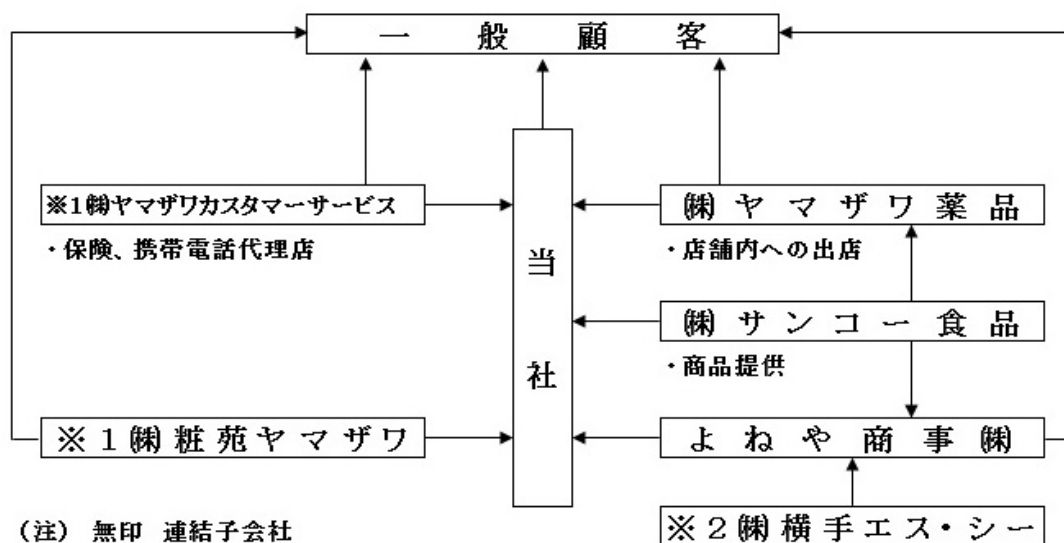 一般顧客
※1㈱ヤマザワカスタマーサービス
・保険、携帯電話代理店
当社
㈱ヤマザワ薬品
・店舗内への出店
㈱サンコー食品
・商品提供
※1㈱粧苑ヤマザワ
よねや商事㈱
※2㈱横手エス・シー
(注) 無印 連結子会社